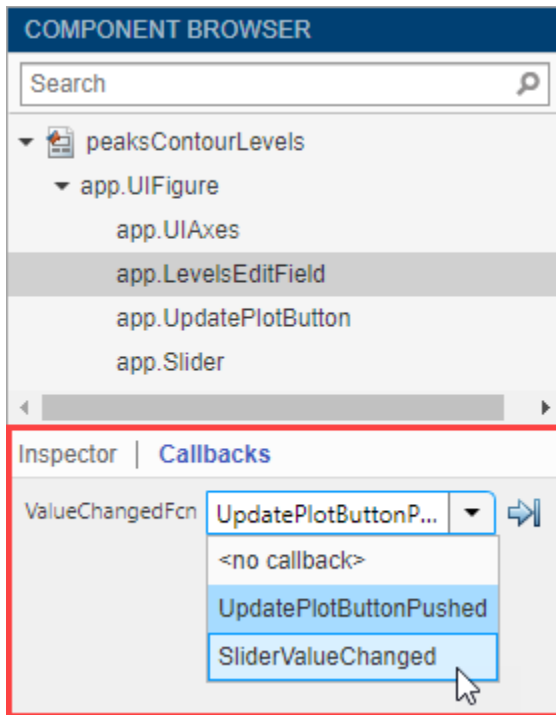 COMPONENT BROWSER
Search
peaksContourLevels
app.UIFigure
app.UIAxes
app.LevelsEditField
app.UpdatePlotButton
app.Slider
Inspector | Callbacks
ValueChangedFcn UpdatePlotButtonP...
<no callback>
UpdatePlotButtonPushed
SliderValueChanged